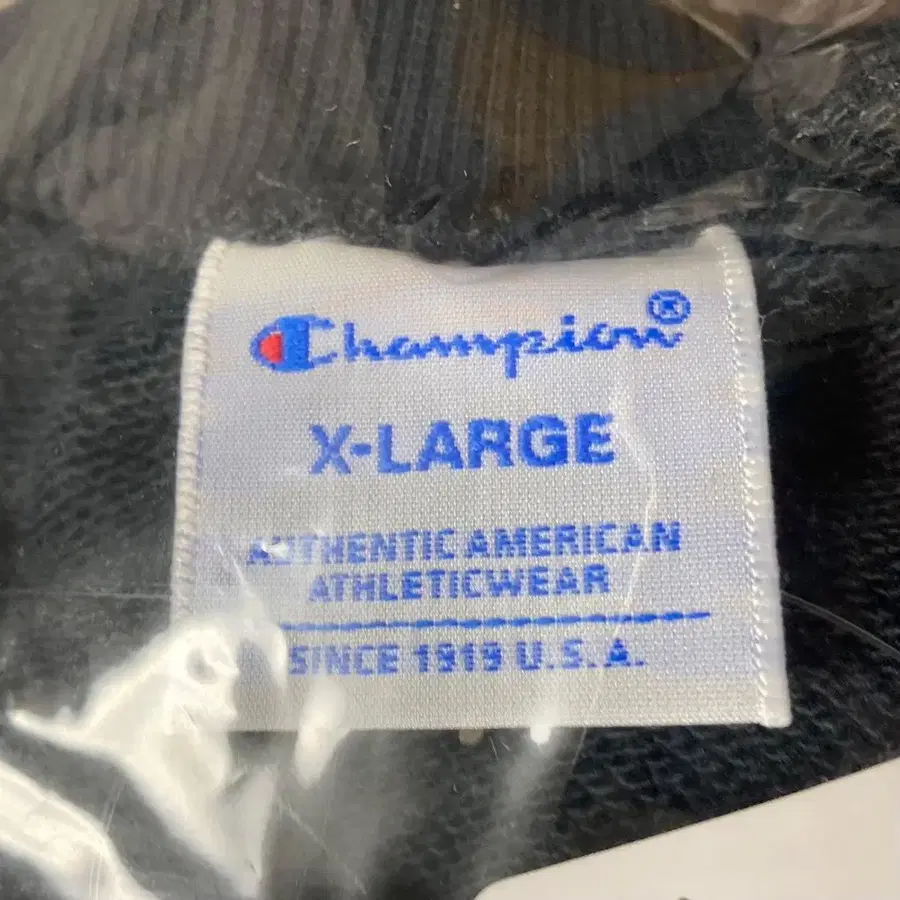 Champion®
X-LARGE
AUTHENTIC AMERICAN
ATHLETICWEAR
SINCE 1919 U.S.A.